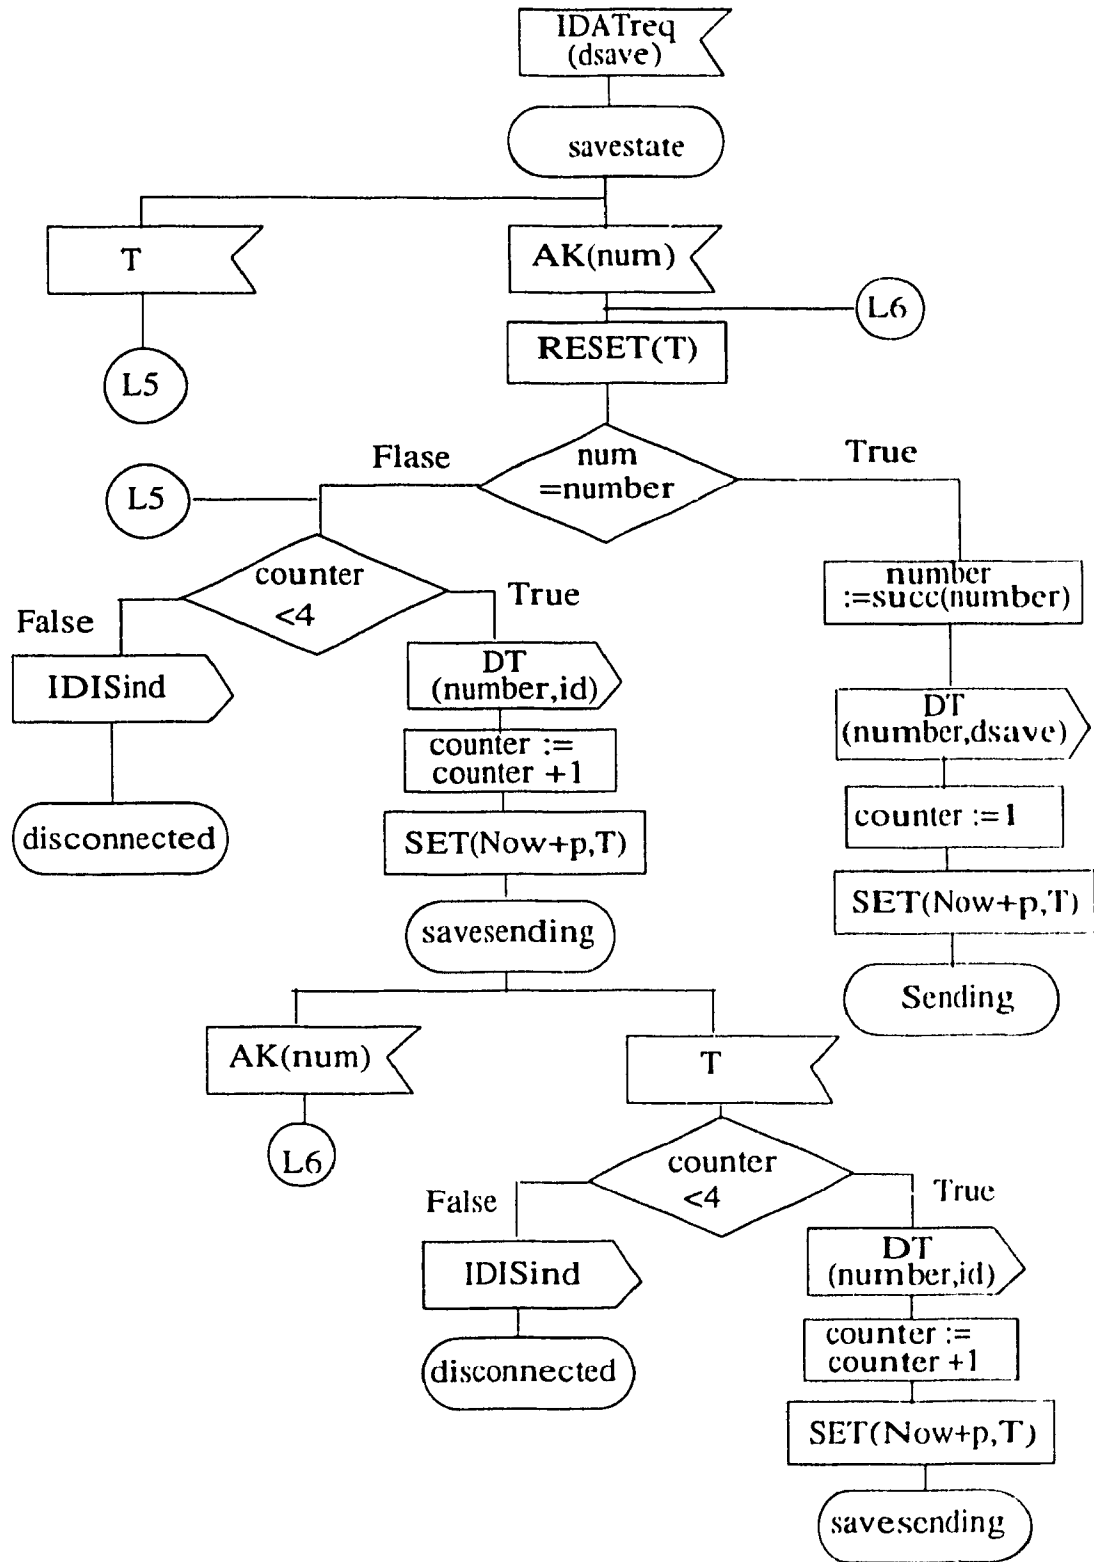 IDATreq
(dsave)
savestate
T
AK(num)
L6
RESET(T)
L5
Flase
num
=number
True
L5
counter
<4
True
False
number
:=succ(number)
IDISind
DT
(number,id)
DT
(number,dsave)
counter :=
counter +1
counter :=1
disconnected
SET(Now+p,T)
SET(Now+p,T)
savesending
Sending
AK(num)
T
L6
counter
<4
False
True
IDISind
DT
(number,id)
counter :=
counter +1
disconnected
SET(Now+p,T)
savesending